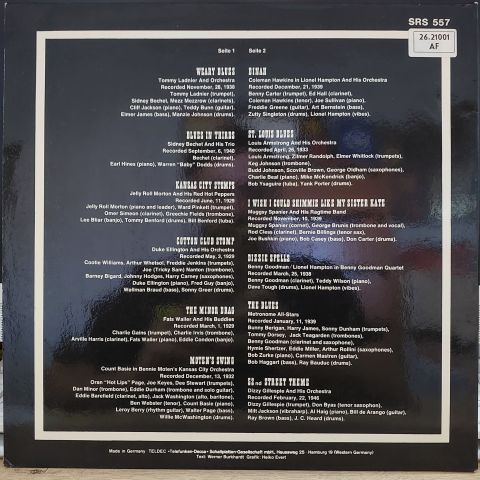 SRS 557
26.21001
AF
Seite 1
WEARY BLUES
Tommy Ladnier And Orchestra
Recorded November, 28, 1938
Tommy Ladnier (trumpet),
Sidney Bechet, Mezz Mezzrow (clarinets),
Cliff Jackson (piano), Teddy Bunn (guitar),
Elmer James (bass), Manzie Johnson (drums).
BLUES IN THIRDS
Sidney Bechet And His Trio
Recorded September, 6, 1940
Bechet (clarinet),
Earl Hines (piano), Warren "Baby" Dodds (drums).
KANSAS CITY STOMPS
Jelly Roll Morton And His Red Hot Peppers
Recorded June, 11, 1929
Jelly Roll Morton (piano and leader), Ward Pinkett (trumpet),
Omer Simeon (clarinet), Greechie Fields (trombone),
Lee Bliar (banjo), Tommy Benford (drums), Bill Benford (tuba).
COTTON CLUB STOMP
Duke Ellington And His Orchestra
Recorded May, 3, 1929
Cootie Williams, Arthur Whetsel, Freddie Jenkins (trumpets),
Joe (Tricky Sam) Nanton (trombone),
Barney Bigard, Johnny Hodges, Harry Carney (saxophones),
Duke Ellington (piano), Fred Guy (banjo),
Wallman Braud (bass), Sonny Greer (drums).
THE MINOR DRAG
Fats Waller And His Buddies
Recorded March, 1, 1929
Charlie Gains (trumpet), Charlie Irvis (trombone),
Arville Harris (clarinet), Fats Waller (piano), Eddie Condon (banjo).
MOTEN'S SWING
Count Basie in Bennie Moten's Kansas City Orchestra
Recorded December, 13, 1932
Oran "Hot Lips" Page, Joe Keyes, Dee Stewart (trumpets),
Dan Minor (trombone), Eddie Durham (trombone and solo guitar),
Eddie Barefield (clarinet, alto), Jack Washington (alto, baritone),
Ben Webster (tenor), Count Basie (piano),
Leroy Berry (rhythm guitar), Walter Page (bass),
Willie McWashington (drums).
Seite 2
DINAH
Coleman Hawkins in Lionel Hampton And His Orchestra
Recorded December, 21, 1939
Benny Carter (trumpet), Ed Hall (clarinet),
Coleman Hawkins (tenor), Joe Sullivan (piano),
Freddie Greene (guitar), Art Bernstein (bass),
Zutty Singleton (drums), Lionel Hampton (vibes).
ST. LOUIS BLUES
Louis Armstrong And His Orchestra
Recorded April, 26, 1933
Louis Armstrong, Zilmer Randolph, Elmer Whitlock (trumpets),
Keg Johnson (trombone),
Budd Johnson, Scoville Brown, George Oldham (saxophones),
Charlie Beal (piano), Mike McKendrick (banjo),
Bob Ysaguire (tuba), Yank Porter (drums).
I WISH I COULD SHIMMIE LIKE MY SISTER KATE
Muggsy Spanier And His Ragtime Band
Recorded November, 10, 1939
Muggsy Spanier (cornet), George Brunis (trombone and vocal),
Rod Cless (clarinet), Bernie Billings (tenor sax),
Joe Bushkin (piano), Bob Casey (bass), Don Carter (drums).
DIZZIE SPELLS
Benny Goodman / Lionel Hampton in Benny Goodman Quartet
Recorded March, 25, 1938
Benny Goodman (clarinet), Teddy Wilson (piano),
Dave Tough (drums), Lionel Hampton (vibes).
THE BLUES
Metronome All-Stars
Recorded January, 11, 1939
Bunny Berigan, Harry James, Sonny Dunham (trumpets),
Tommy Dorsey, Jack Teagarden (trombone),
Benny Goodman (clarinet and saxophone),
Hymie Shertzer, Eddie Miller, Arthur Rollini (saxophones),
Bob Zurke (piano), Carmen Mastren (guitar),
Bob Haggart (bass), Ray Bauduc (drums).
52nd STREET THEME
Dizzy Gillespie And His Orchestra
Recorded February, 22, 1946
Dizzy Gillespie (trumpet), Don Byas (tenor saxophon),
Milt Jackson (vibraharp), Al Haig (piano), Bill de Arango (guitar),
Ray Brown (bass), J. C. Heard (drums).
Made in Germany TELDEC »Telefunken-Decca« Schallplatten-Gesellschaft mbH., Heussweg 25 Hamburg 19 (Western Germany)
Text: Werner Burkhardt Grafik: Heiko Evert